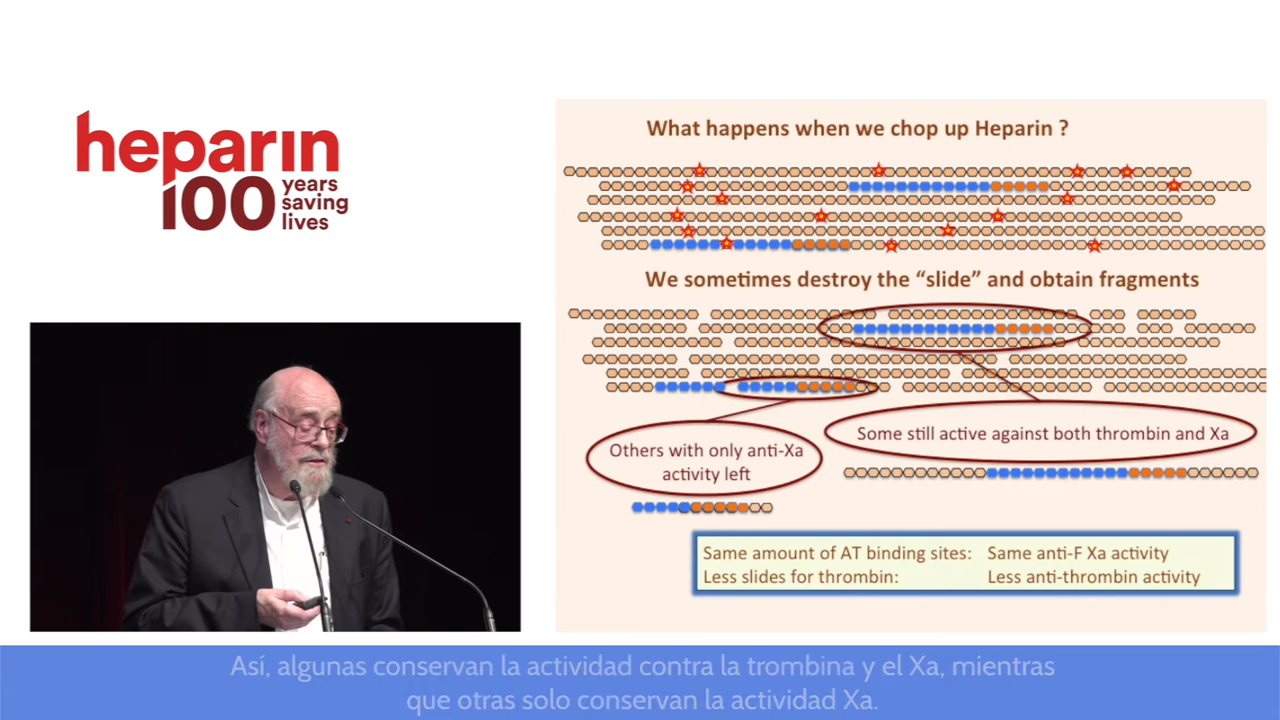 heparin
100 years
saving
lives
What happens when we chop up Heparin ?
We sometimes destroy the “slide” and obtain fragments
Some still active against both thrombin and Xa
Others with only anti-Xa
activity left
Same amount of AT binding sites: Same anti-F Xa activity
Less slides for thrombin: Less anti-thrombin activity
Así, algunas conservan la actividad contra la trombina y el Xa, mientras
que otras solo conservan la actividad Xa.